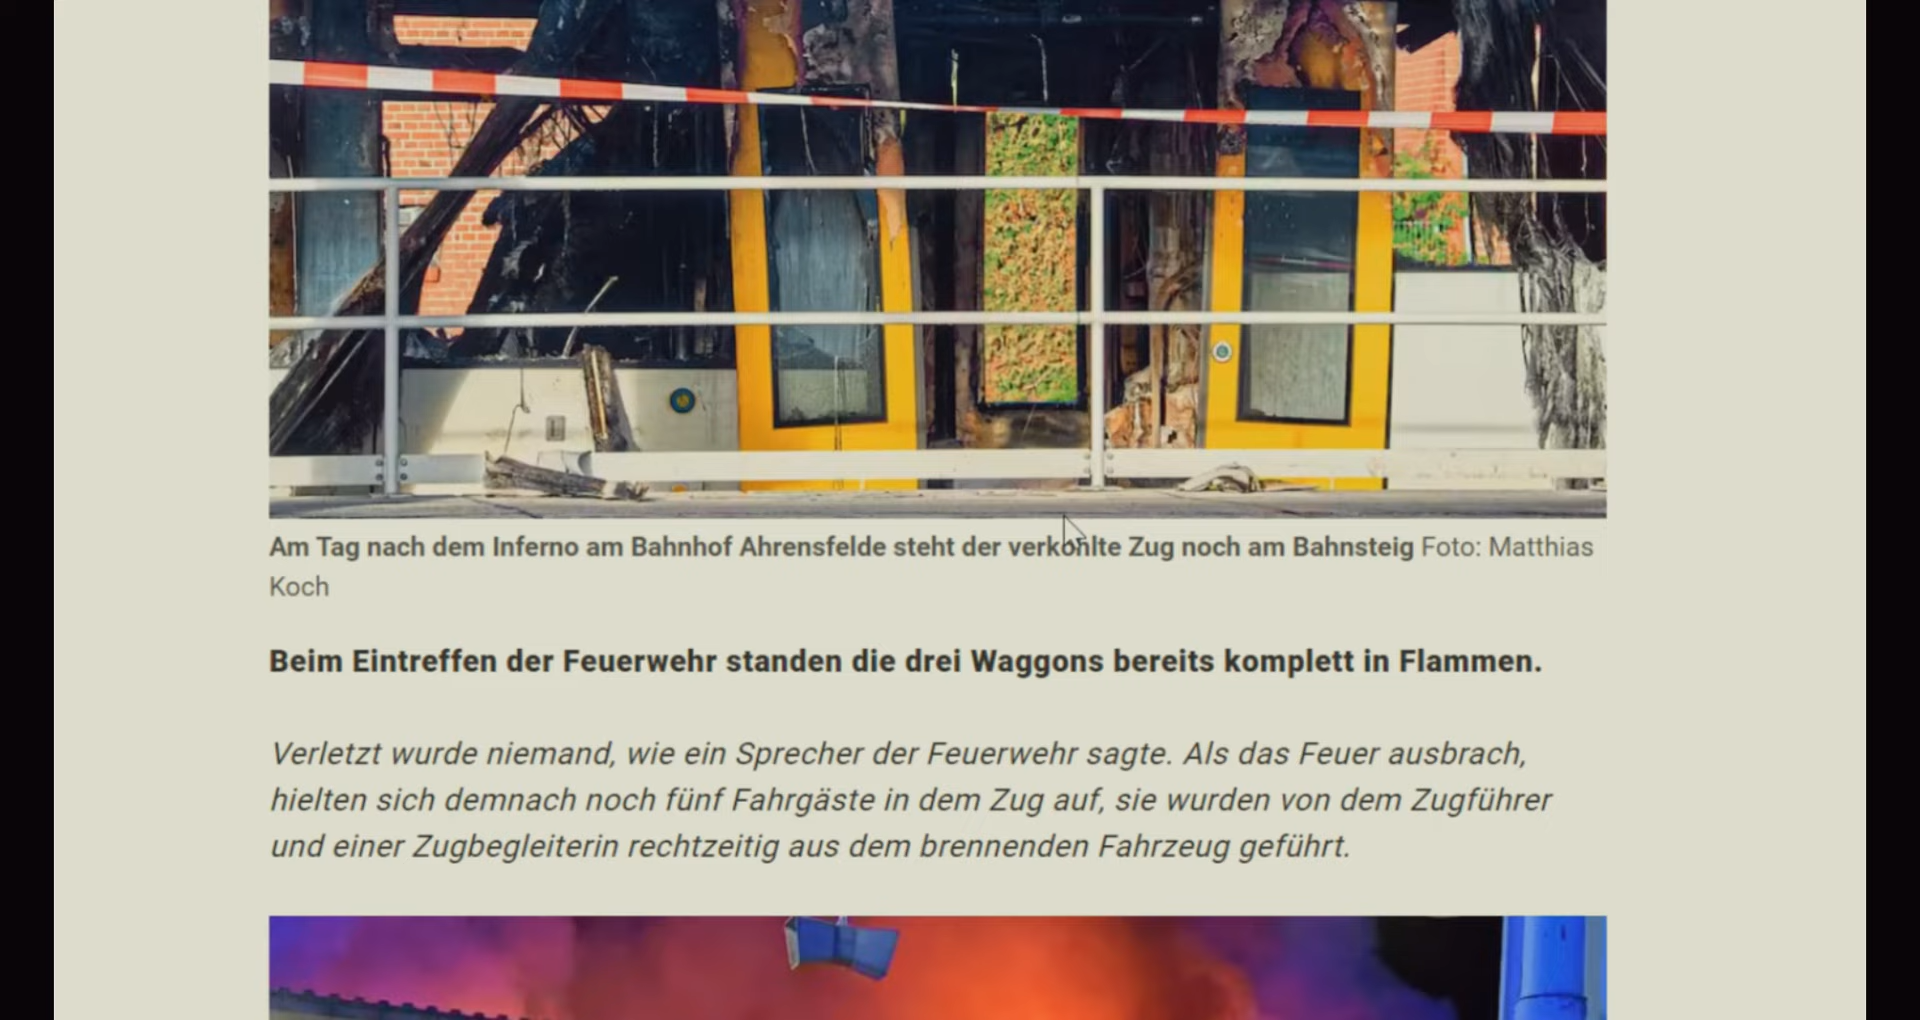 Am Tag nach dem Inferno am Bahnhof Ahrensfelde steht der verkohlte Zug noch am Bahnsteig Foto: Matthias
Koch
Beim Eintreffen der Feuerwehr standen die drei Waggons bereits komplett in Flammen.
Verletzt wurde niemand, wie ein Sprecher der Feuerwehr sagte. Als das Feuer ausbrach,
hielten sich demnach noch fünf Fahrgäste in dem Zug auf, sie wurden von dem Zugführer
und einer Zugbegleiterin rechtzeitig aus dem brennenden Fahrzeug geführt.